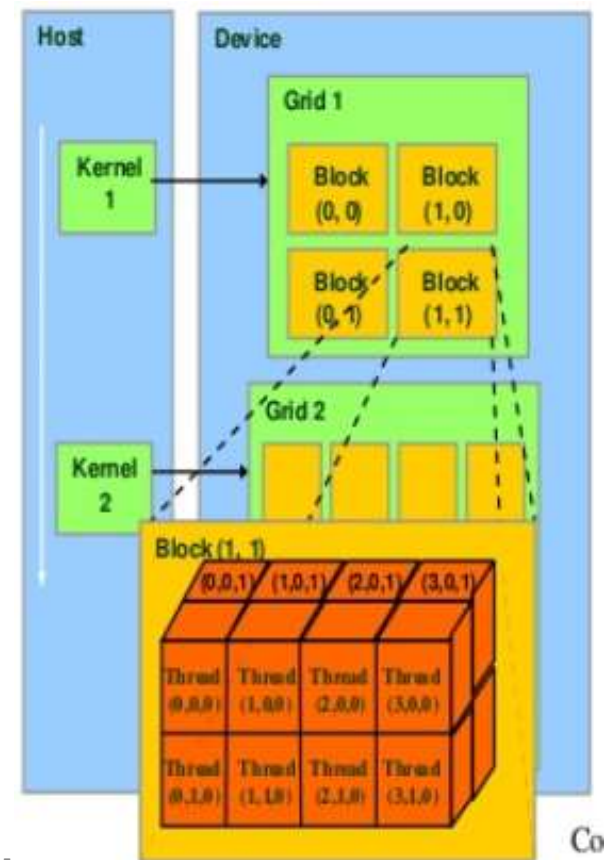 Host
Device
Grid 1
Kernel
1
Block
(0, 0)
Block
(1, 0)
Block
(0, 1)
Block
(1, 1)
Grid 2
Kernel
2
Block (1, 1)
(0,0,1) (1,0,1) (2,0,1) (3,0,1)
Thread
(0,0,0)
Thread
(1,0,0)
Thread
(2,0,0)
Thread
(3,0,0)
Thread
(0,1,0)
Thread
(1,1,0)
Thread
(2,1,0)
Thread
(3,1,0)
Co